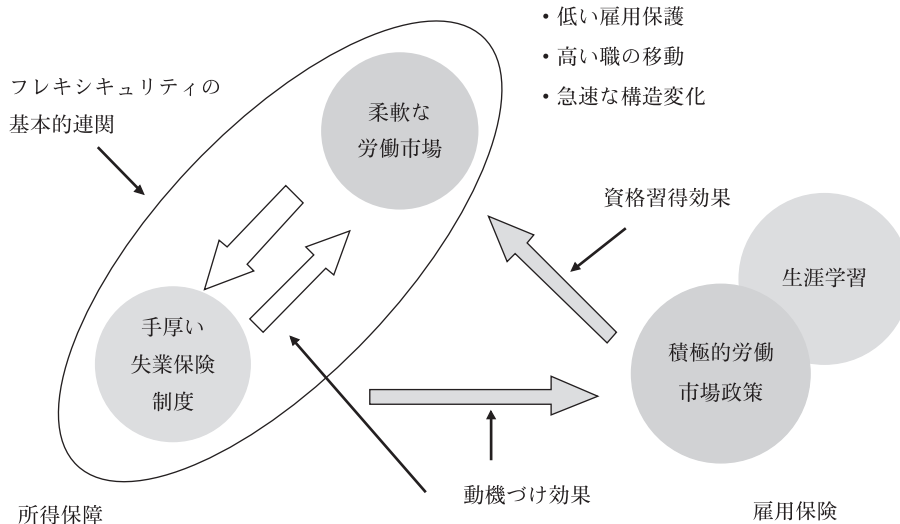 ・低い雇用保護
・高い職の移動
・急速な構造変化
フレキシキュリティの
基本的連関
柔軟な
労働市場
資格習得効果
生涯学習
手厚い
失業保険
制度
積極的労働
市場政策
動機づけ効果
所得保障
雇用保険